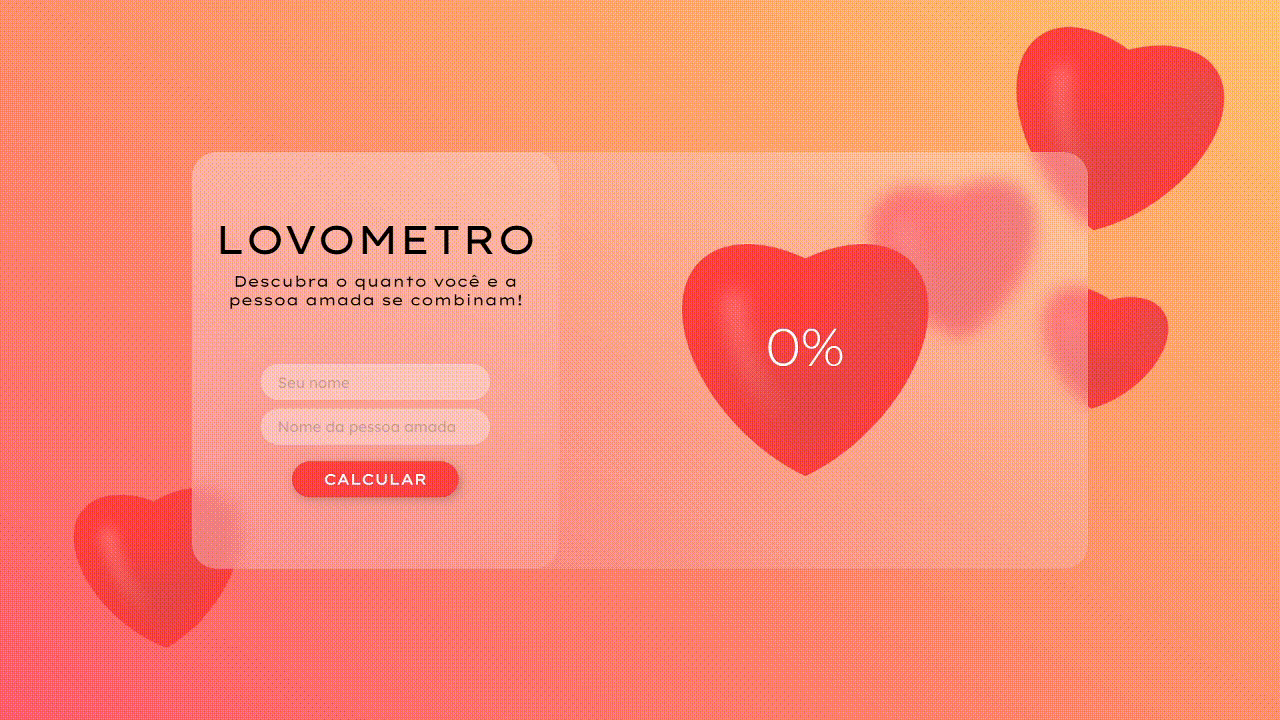 LOVOMETRO
Descubra o quanto você e a
pessoa amada se combinam!
Seu nome
Nome da pessoa amada
CALCULAR
0%